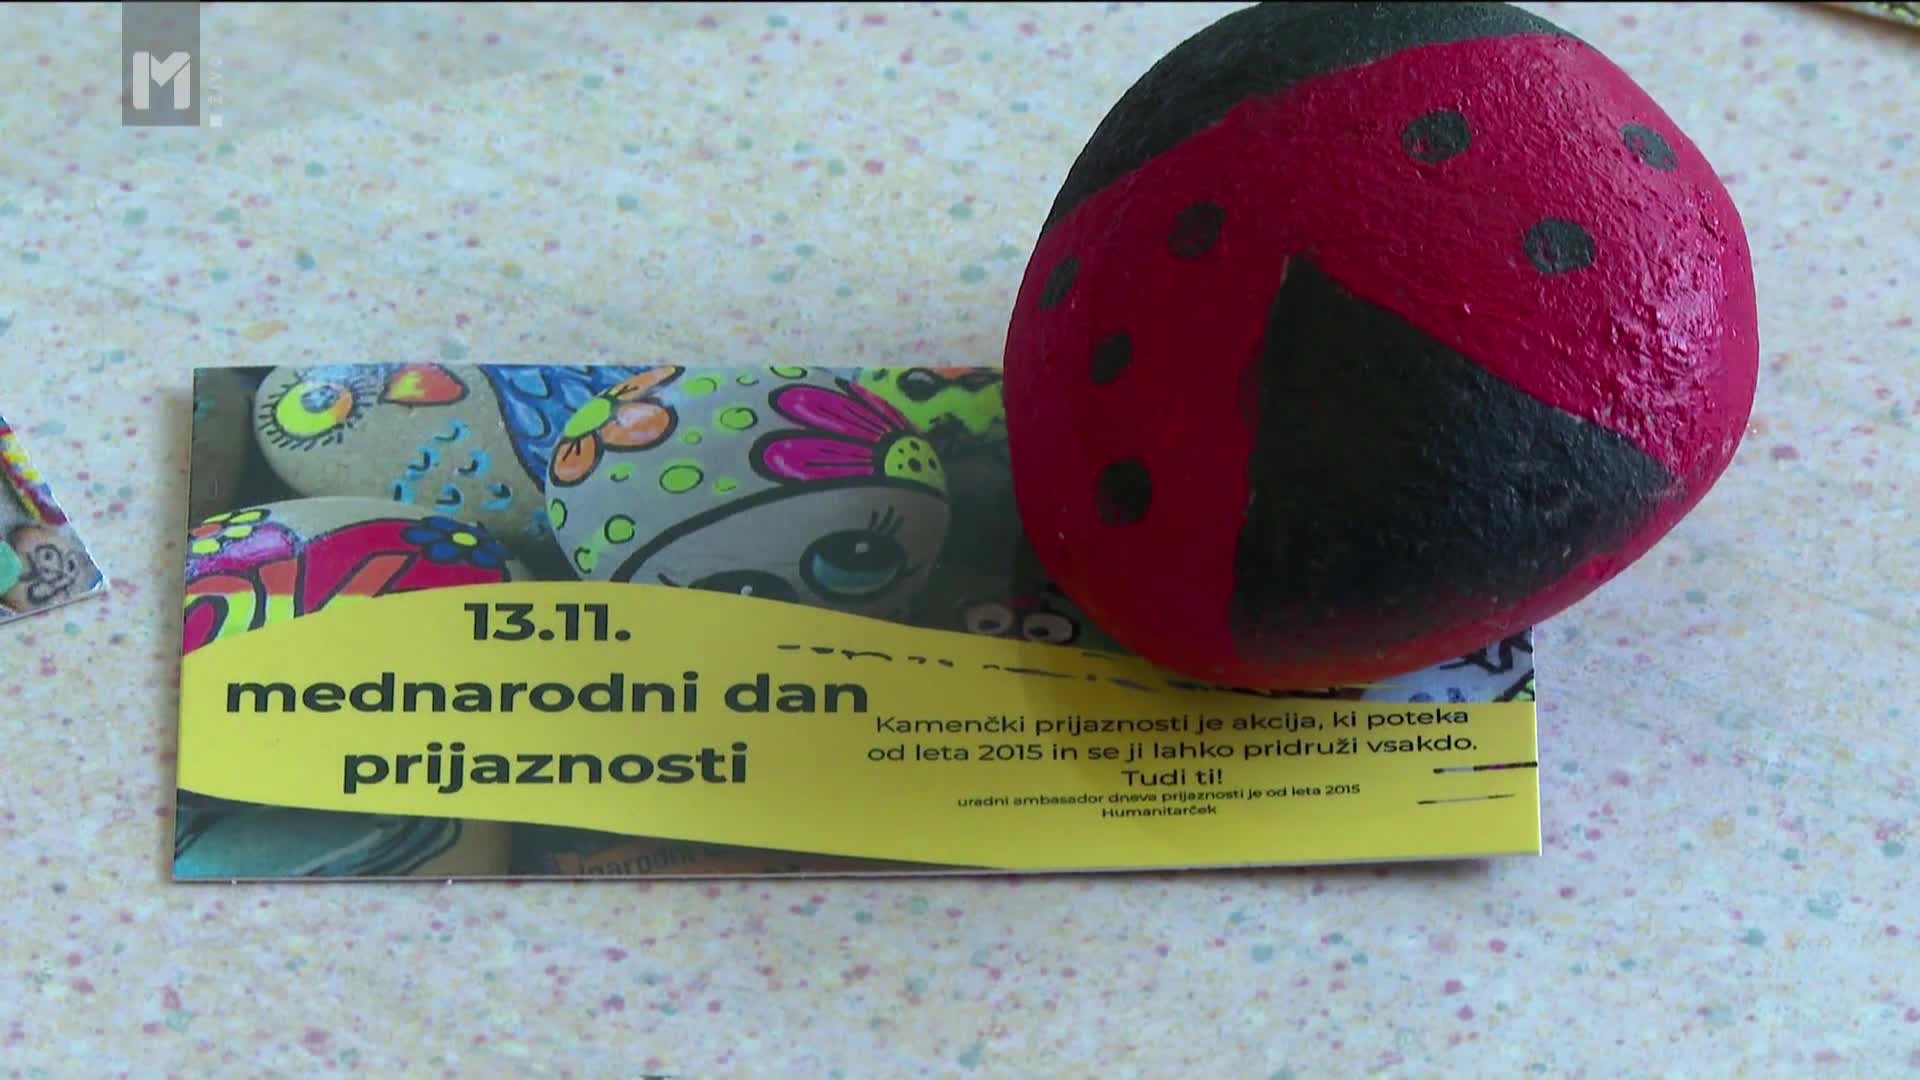 M
živo
13.11.
mednarodni dan
prijaznosti
Kamenčki prijaznosti je akcija, ki poteka
od leta 2015 in se ji lahko pridruži vsakdo.
Tudi ti!
uradni ambasador dneva prijaznosti je od leta 2015
Humanitarček